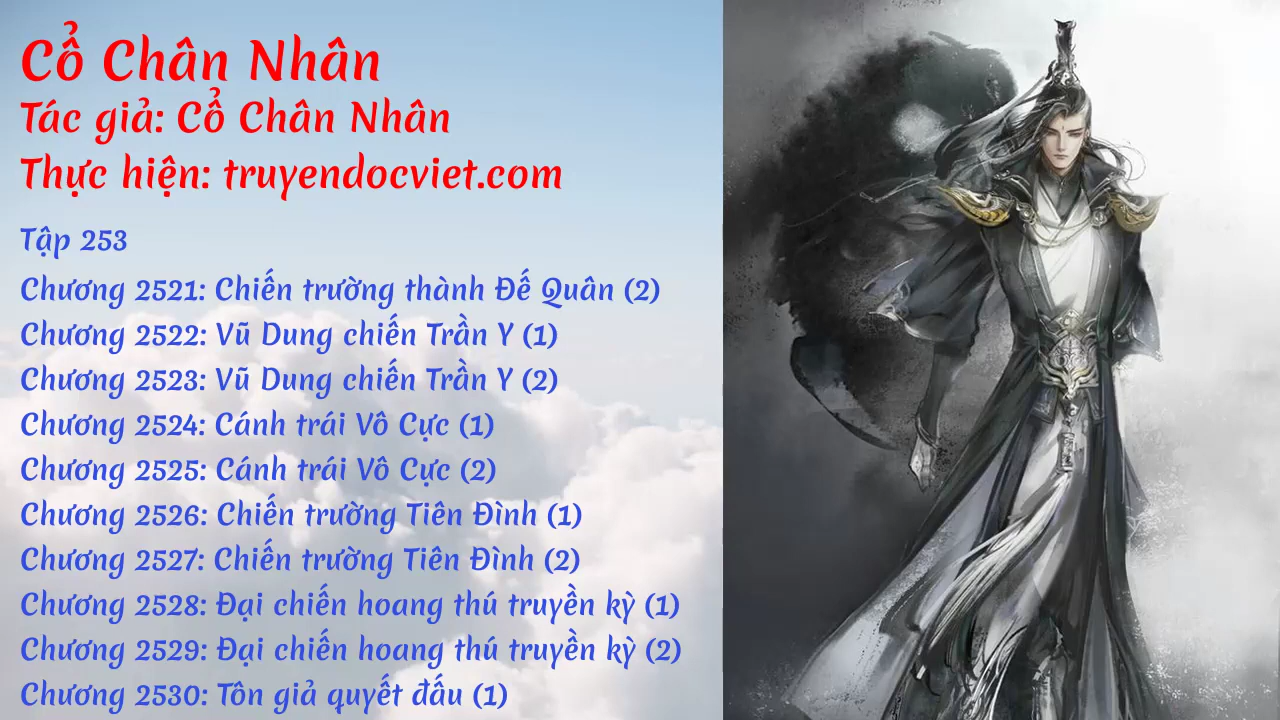 Cổ Chân Nhân
Tác giả: Cổ Chân Nhân
Thực hiện: truyendocviet.com
Tập 253
Chương 2521: Chiến trường thành Đế Quân (2)
Chương 2522: Vũ Dung chiến Trần Y (1)
Chương 2523: Vũ Dung chiến Trần Y (2)
Chương 2524: Cánh trái Vô Cực (1)
Chương 2525: Cánh trái Vô Cực (2)
Chương 2526: Chiến trường Tiên Đình (1)
Chương 2527: Chiến trường Tiên Đình (2)
Chương 2528: Đại chiến hoang thú truyền kỳ (1)
Chương 2529: Đại chiến hoang thú truyền kỳ (2)
Chương 2530: Tôn giả quyết đấu (1)